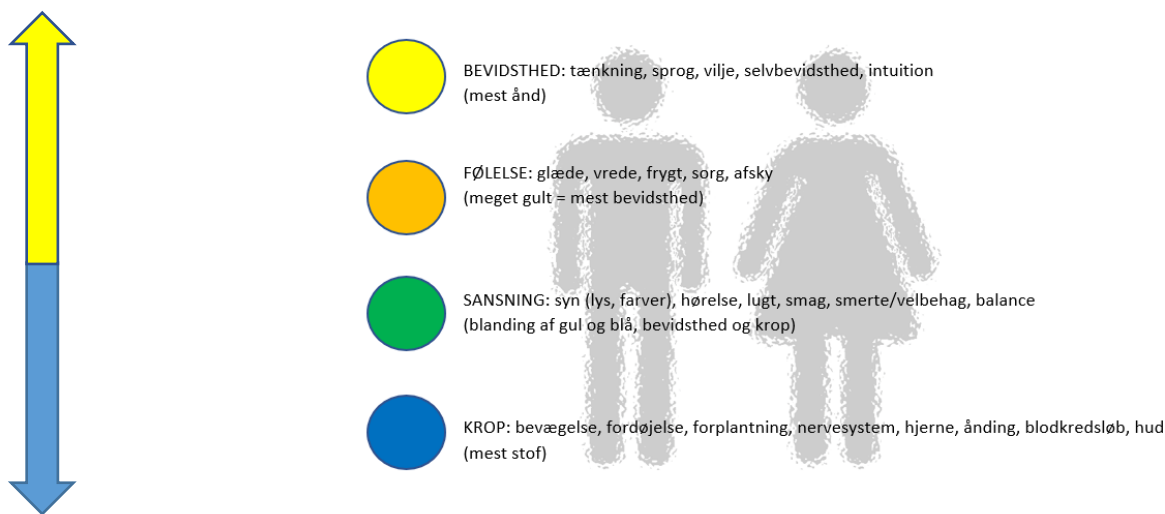 BEVIDSTHED: tænkning, sprog, vilje, selvbevidsthed, intuition
(mest ånd)
FØLELSE: glæde, vrede, frygt, sorg, afsky
(meget gult = mest bevidsthed)
SANSNING: syn (lys, farver), hørelse, lugt, smag, smerte/velbehag, balance
(blanding af gul og blå, bevidsthed og krop)
KROP: bevægelse, fordøjelse, forplantning, nervesystem, hjerne, ånding, blodkredsløb, hud
(mest stof)